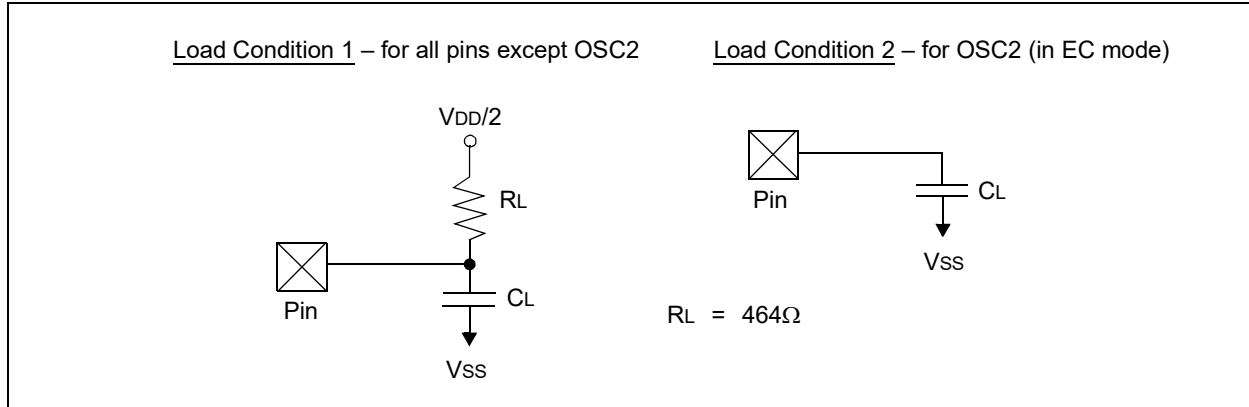 Load Condition 1 – for all pins except OSC2
VDD/2
RL
Pin
CL
VSS
Load Condition 2 – for OSC2 (in EC mode)
Pin
CL
VSS
RL = 464Ω